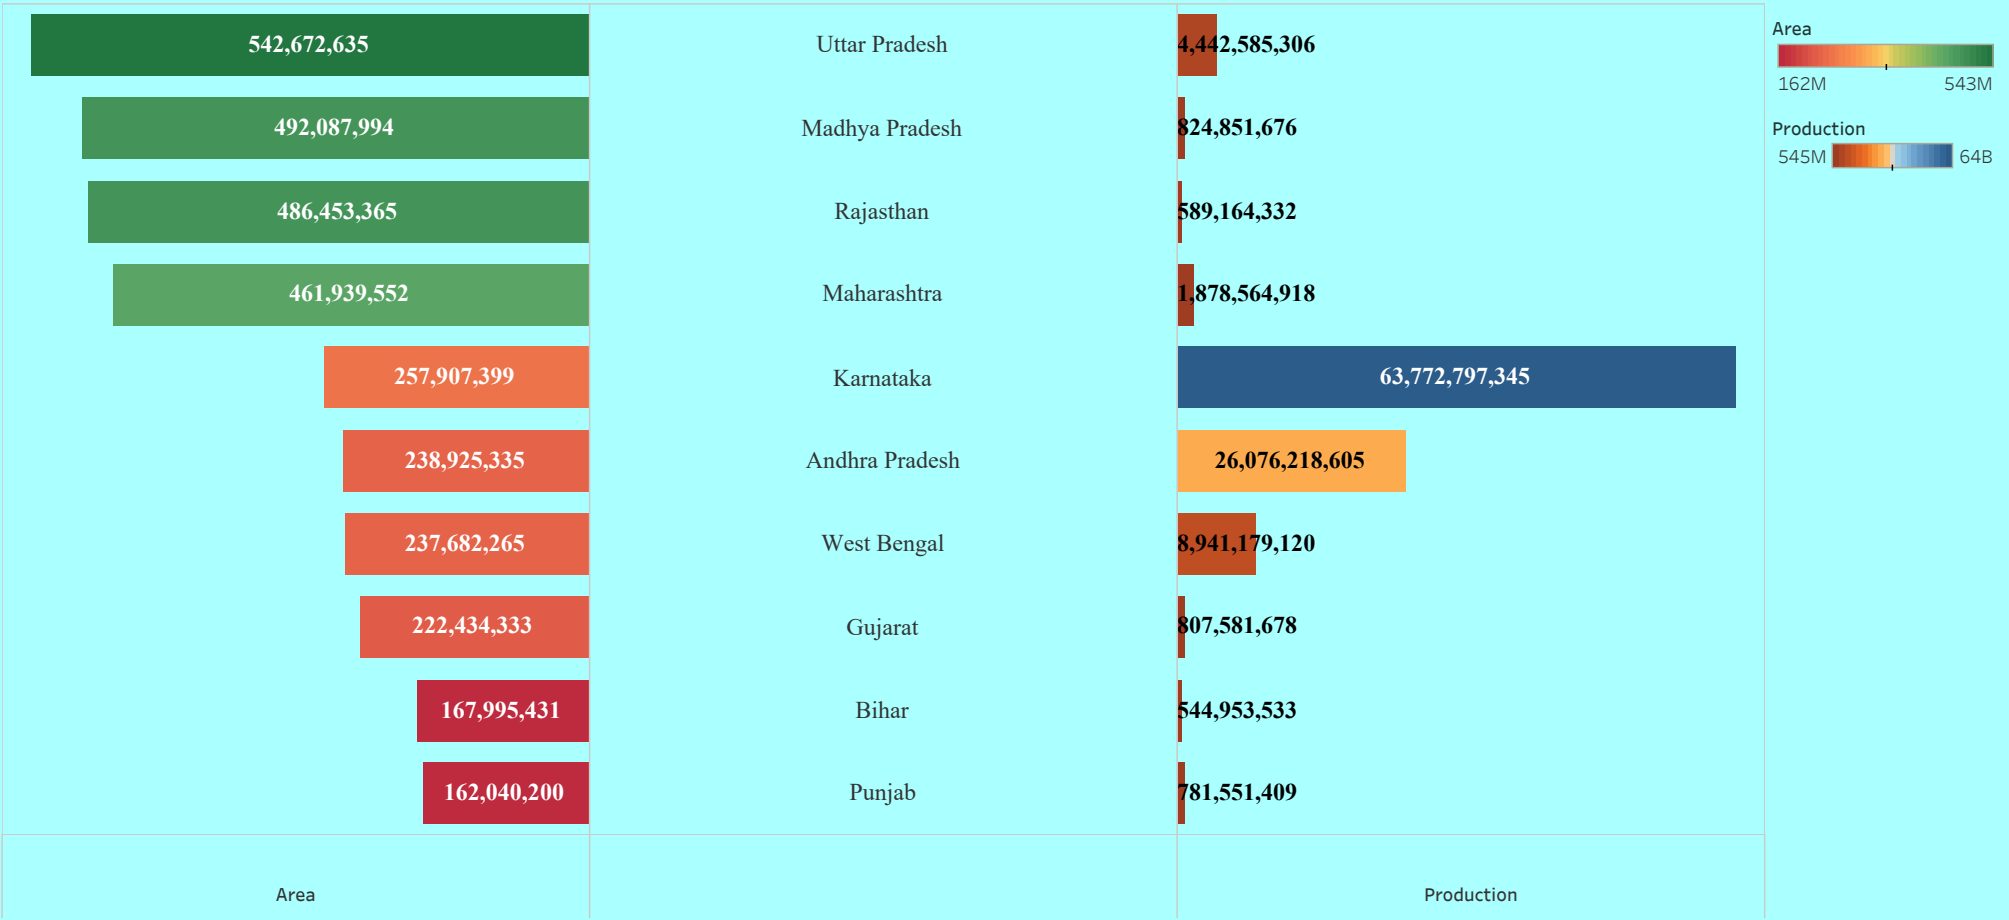 542,672,635 Uttar Pradesh 4,442,585,306
492,087,994 Madhya Pradesh 824,851,676
486,453,365 Rajasthan 589,164,332
461,939,552 Maharashtra 1,878,564,918
257,907,399 Karnataka 63,772,797,345
238,925,335 Andhra Pradesh 26,076,218,605
237,682,265 West Bengal 8,941,179,120
222,434,333 Gujarat 807,581,678
167,995,431 Bihar 544,953,533
162,040,200 Punjab 781,551,409
Area Production
Area
162M 543M
Production
545M 64B